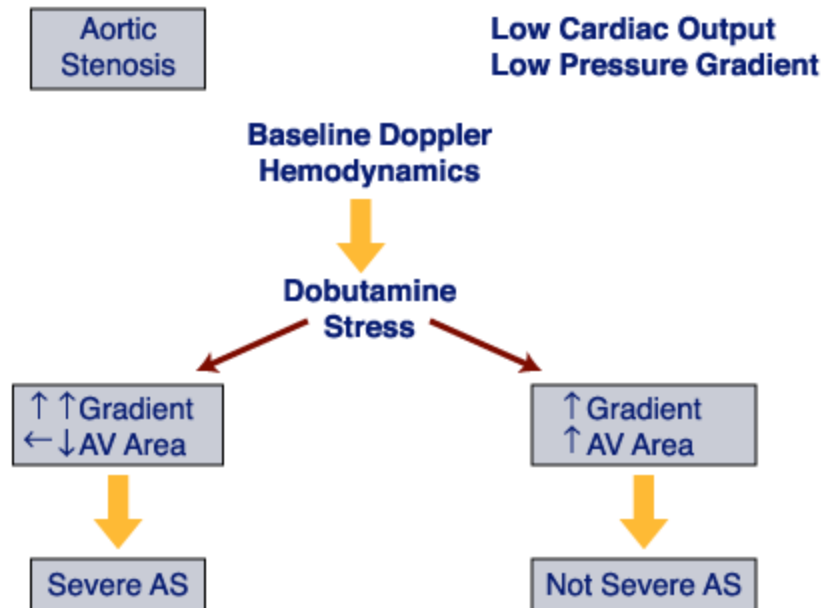 Aortic
Stenosis
Low Cardiac Output
Low Pressure Gradient
Baseline Doppler
Hemodynamics
Dobutamine
Stress
↑ ↑Gradient
←↓AV Area
↑Gradient
↑AV Area
Severe AS
Not Severe AS